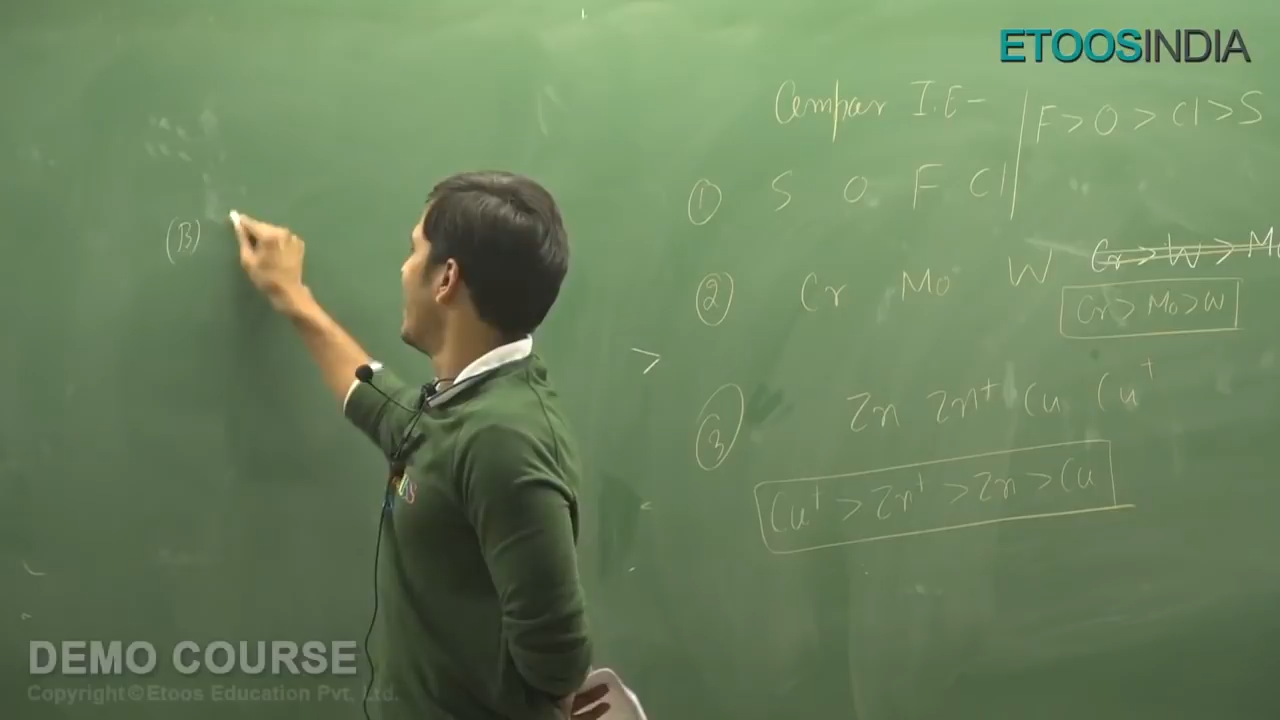 ETOOSINDIA
Compar I.E-
F > O > Cl > S
① S O F Cl
(B)
② Cr Mo W
Cr > W > M
Cr > Mo > W
>
③ Zn Zn⁺ Cu Cu⁺
Cu⁺ > Zn⁺ > Zn > Cu
DEMO COURSE
Copyright©Etoos Education Pvt. Ltd.